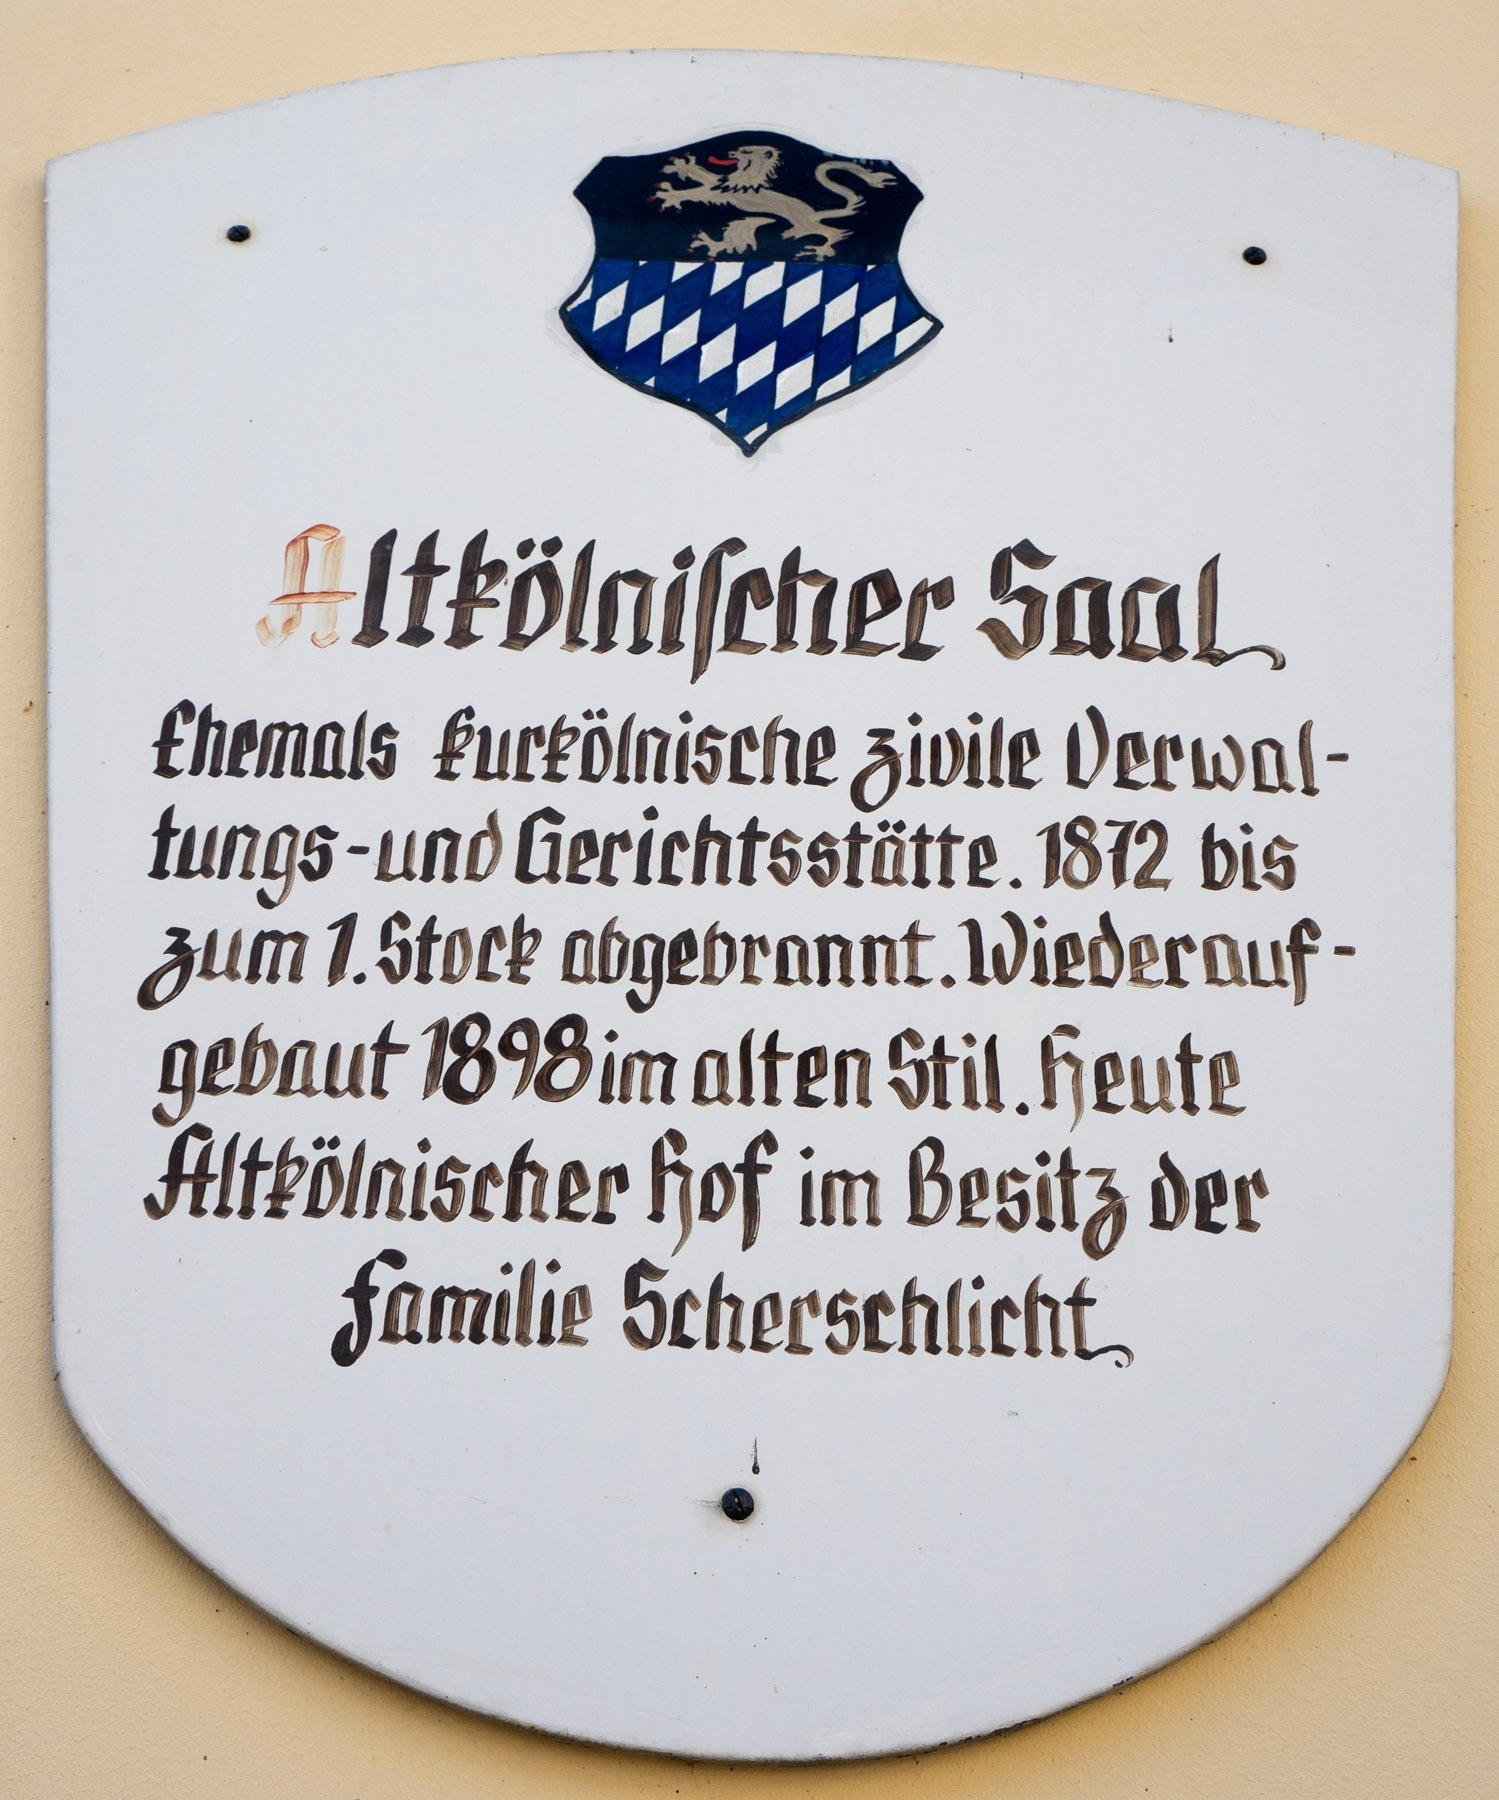 Altkölniſcher Saal
Ehemals kurkölnische zivile Verwal-
tungs-und Gerichtsstätte. 1872 bis
zum 1. Stock abgebrannt. Wiederauf-
gebaut 1898 im alten Stil. Heute
Altkölnischer Hof im Besitz der
Familie Scherschlicht